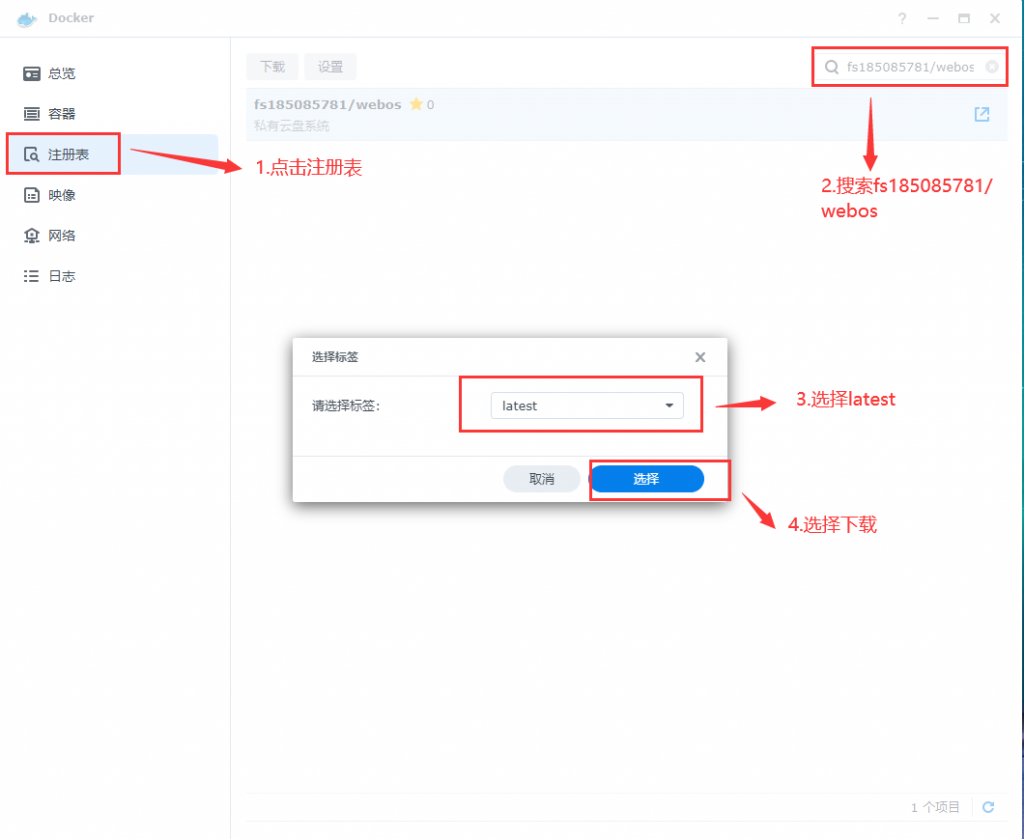 Docker
总览
容器
注册表
映像
网络
日志
下载 设置
fs185085781/webos
fs185085781/webos 0
私有云盘系统
1.点击注册表
2.搜索fs185085781/
webos
选择标签
请选择标签:
latest
3.选择latest
取消 选择
4.选择下载
1 个项目